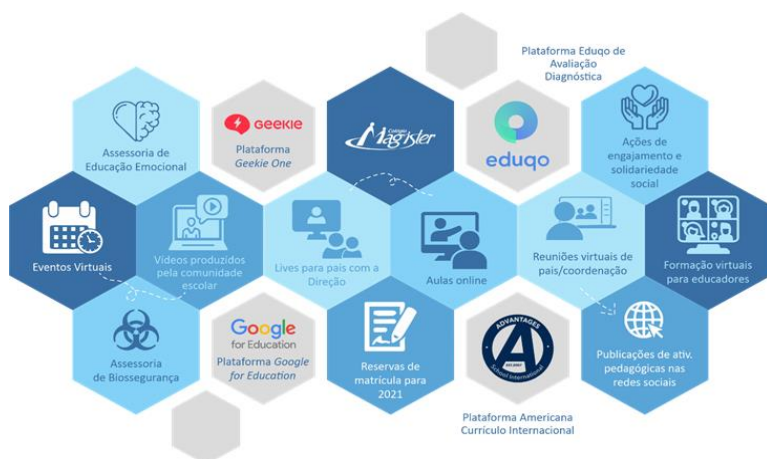 Plataforma Eduqo de
Avaliação
Diagnóstica
Assessoria de
Educação Emocional
GEEKIE
Plataforma
Geekie One
Colégio
Magister
eduqo
Ações de
engajamento e
solidariedade
social
Eventos Virtuais
Vídeos produzidos
pela comunidade
escolar
Lives para pais com a
Direção
Aulas online
Reuniões virtuais de
pais/coordenação
Formação virtuais
para educadores
Assessoria
de Biossegurança
Google
for Education
Plataforma Google
for Education
Reservas de
matrícula para
2021
ADVANTAGES
A
School International
Publicações de ativ.
pedagógicas nas
redes sociais
Plataforma Americana
Currículo Internacional